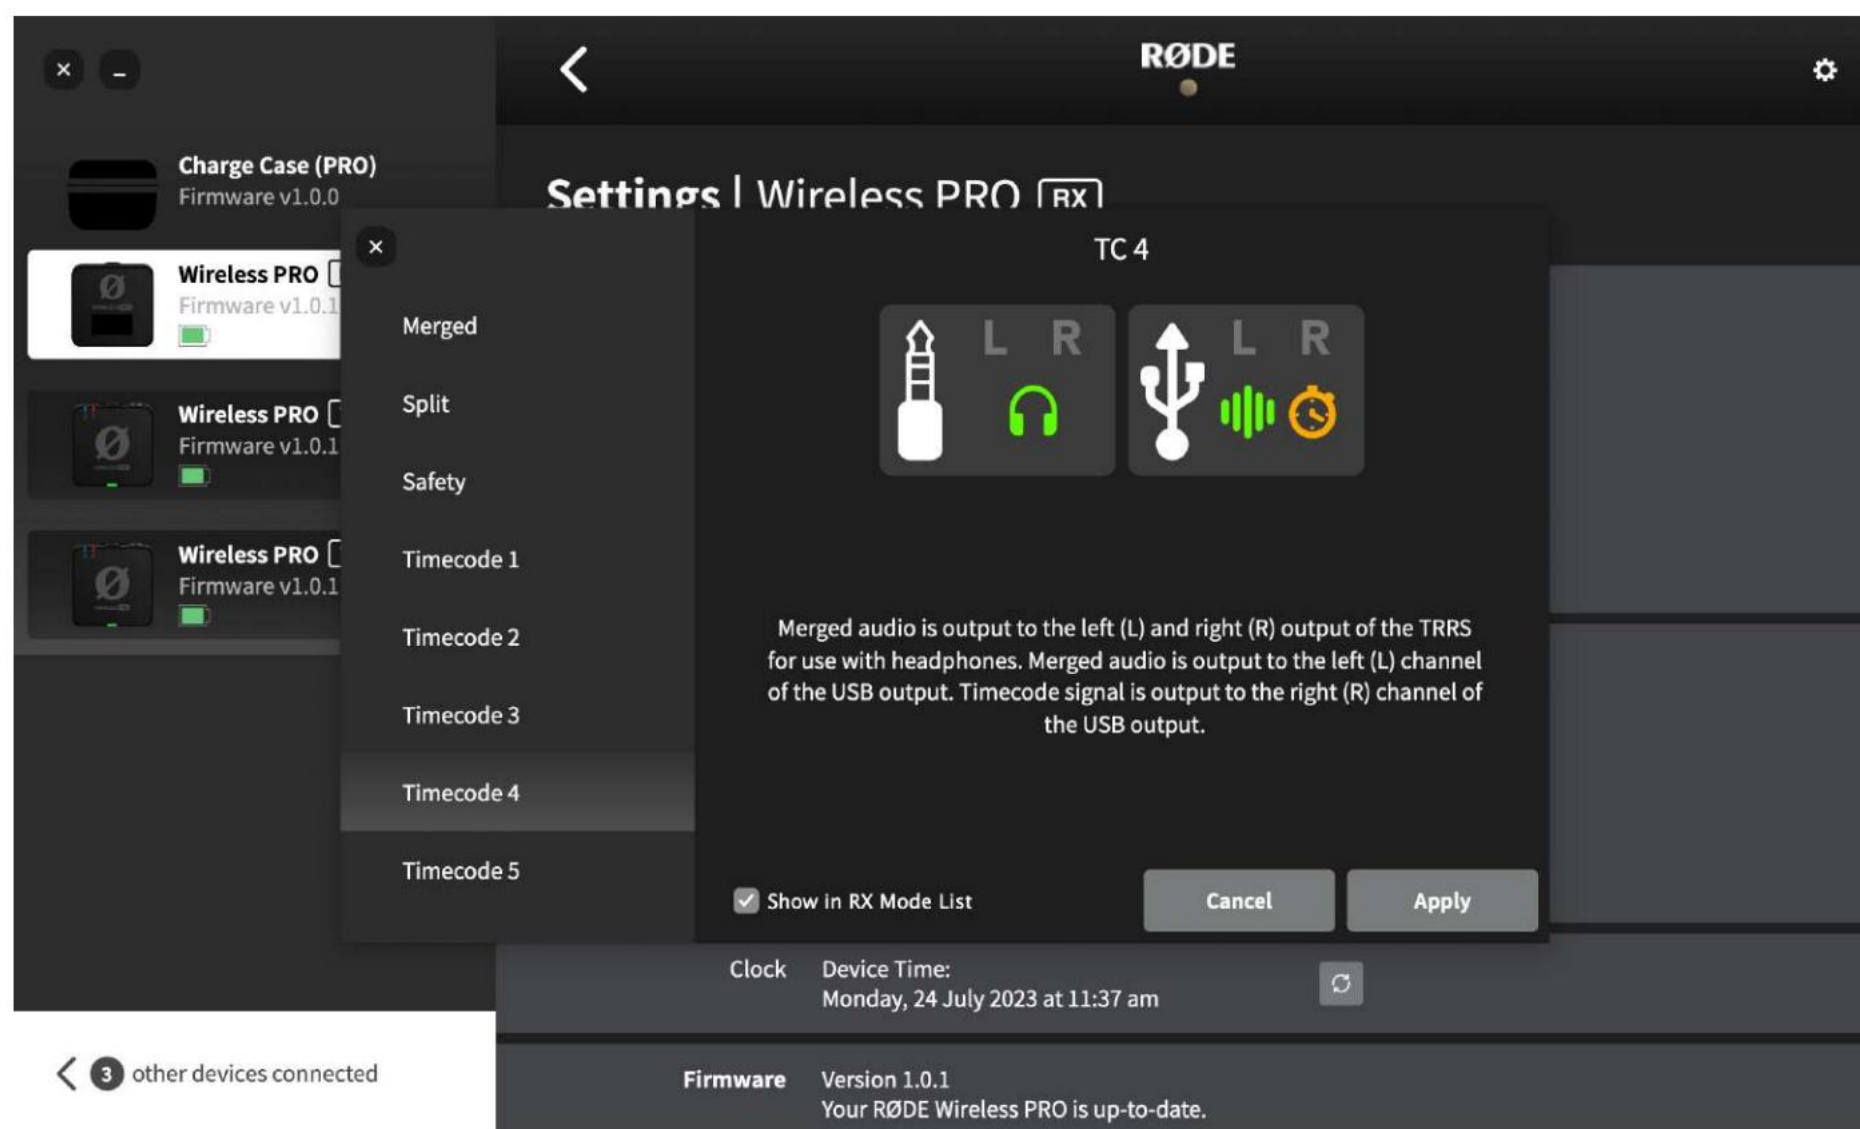 RØDE
Charge Case (PRO)
Firmware v1.0.0
Wireless PRO
Firmware v1.0.1
Wireless PRO
Firmware v1.0.1
Wireless PRO
Firmware v1.0.1
3 other devices connected
Settings | Wireless PRO RX
Merged
Split
Safety
Timecode 1
Timecode 2
Timecode 3
Timecode 4
Timecode 5
TC 4
L R
L R
Merged audio is output to the left (L) and right (R) output of the TRRS
for use with headphones. Merged audio is output to the left (L) channel
of the USB output. Timecode signal is output to the right (R) channel of
the USB output.
Show in RX Mode List
Cancel
Apply
Clock
Device Time:
Monday, 24 July 2023 at 11:37 am
Firmware
Version 1.0.1
Your RØDE Wireless PRO is up-to-date.